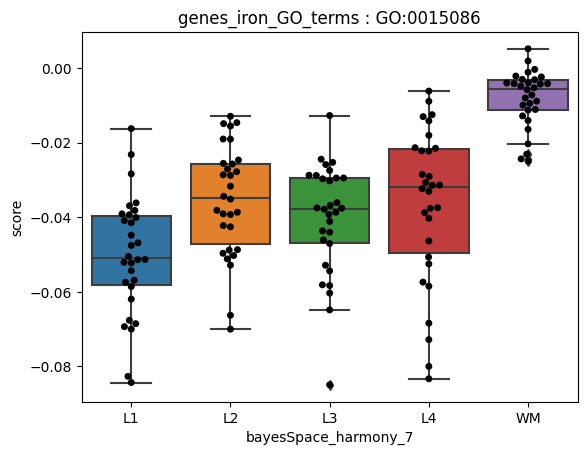 genes_iron_GO_terms : GO:0015086
0.00
−0.02
−0.04
−0.06
−0.08
score
L1 L2 L3 L4 WM
bayesSpace_harmony_7